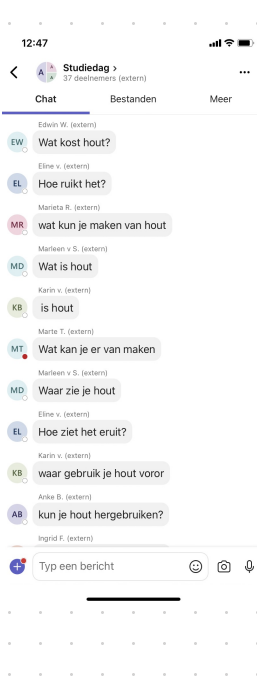 12:47
Studiedag >
37 deelnemers (extern)
Chat Bestanden Meer
Edwin W. (extern)
EW Wat kost hout?
Eline v. (extern)
EL Hoe ruikt het?
Marieta R. (extern)
MR wat kun je maken van hout
Marleen v S. (extern)
MD Wat is hout
Karin v. (extern)
KB is hout
Marte T. (extern)
MT Wat kan je er van maken
Marleen v S. (extern)
MD Waar zie je hout
Eline v. (extern)
EL Hoe ziet het eruit?
Karin v. (extern)
KB waar gebruik je hout voror
Anke B. (extern)
AB kun je hout hergebruiken?
Ingrid F. (extern)
Typ een bericht